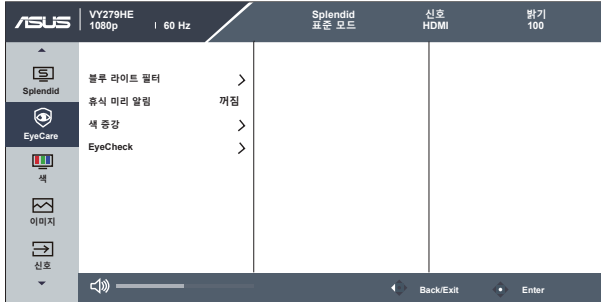 ASUS
VY279HE
1080p | 60 Hz
Splendid
표준 모드
신호
HDMI
밝기
100
Splendid
EyeCare
색
이미지
신호
블루 라이트 필터
휴식 미리 알림 꺼짐
색 증강
EyeCheck
Back/Exit
Enter